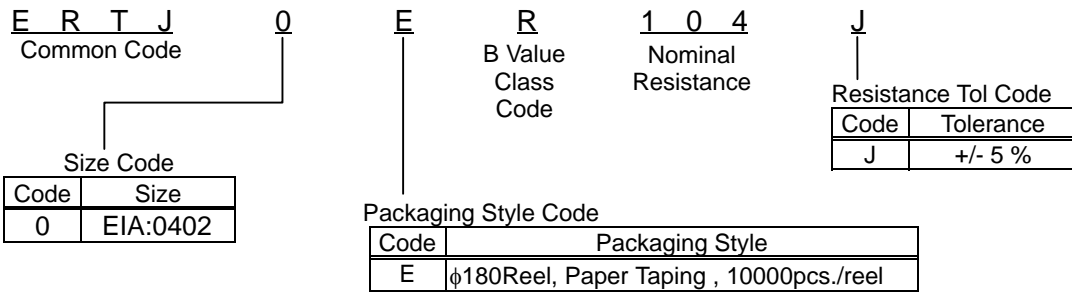 E R T J 0 E R 1 0 4 J
Common Code
B Value
Class
Code
Nominal
Resistance
Resistance Tol Code
Code Tolerance
J +/- 5 %
Size Code
Code Size
0 EIA:0402
Packaging Style Code
Code Packaging Style
E ϕ180Reel, Paper Taping , 10000pcs./reel